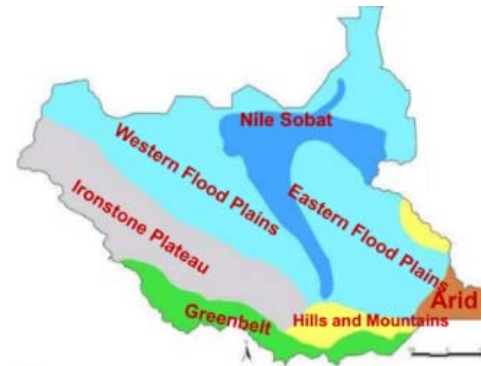 Nile Sobat
Western Flood Plains
Eastern Flood Plains
Ironstone Plateau
Arid
Greenbelt
Hills and Mountains